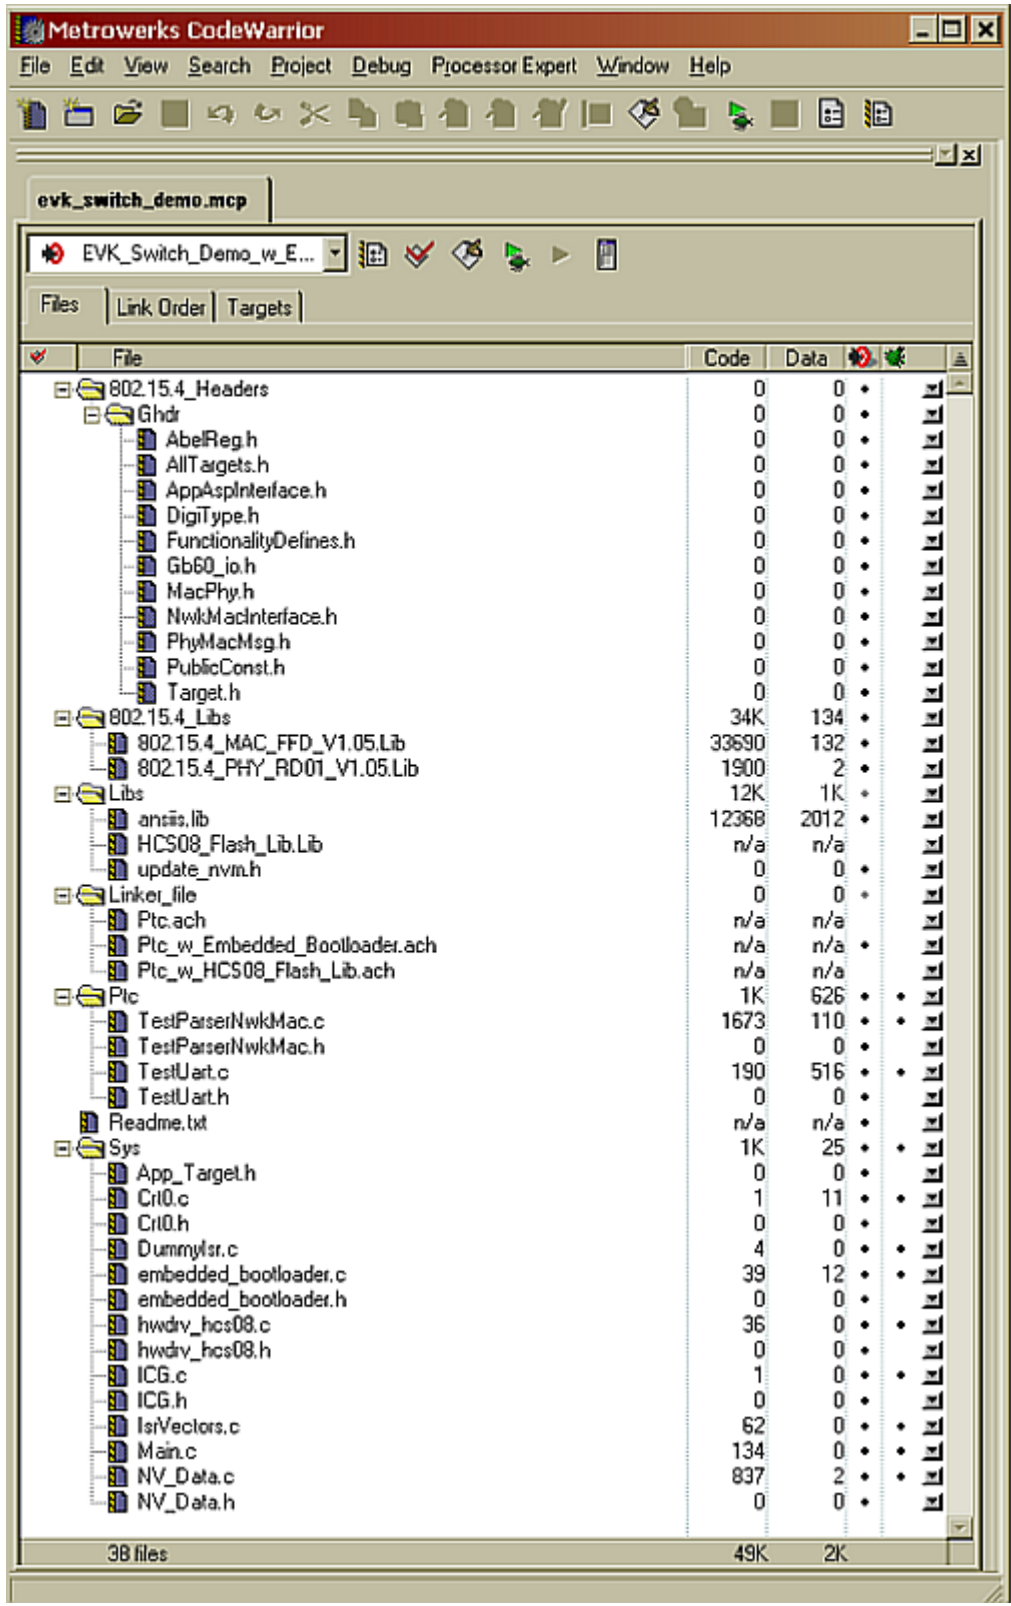 Metrowerks CodeWarrior
File Edit View Search Project Debug Processor Expert Window Help
evk_switch_demo.mcp
EVK_Switch_Demo_w_E...
Files Link Order Targets
File Code Data
802.15.4_Headers 0 0
Ghdr 0 0
AbelReg.h 0 0
AllTargets.h 0 0
AppAspInterface.h 0 0
DigiType.h 0 0
FunctionalityDefines.h 0 0
Gb60_io.h 0 0
MacPhy.h 0 0
NwkMacInterface.h 0 0
PhyMacMsg.h 0 0
PublicConst.h 0 0
Target.h 0 0
802.15.4_Libs 34K 134
802.15.4_MAC_FFD_V1.05.Lib 33690 132
802.15.4_PHY_RD01_V1.05.Lib 1900 2
Libs 12K 1K
ansiis.lib 12368 2012
HCS08_Flash_Lib.Lib n/a n/a
update_nvm.h 0 0
Linker_file 0 0
Ptc.ach n/a n/a
Ptc_w_Embedded_Bootloader.ach n/a n/a
Ptc_w_HCS08_Flash_Lib.ach n/a n/a
Ptc 1K 626
TestParserNwkMac.c 1673 110
TestParserNwkMac.h 0 0
TestUart.c 190 516
TestUart.h 0 0
Readme.txt n/a n/a
Sys 1K 25
App_Target.h 0 0
Crt0.c 1 11
Crt0.h 0 0
DummyIsr.c 4 0
embedded_bootloader.c 39 12
embedded_bootloader.h 0 0
hwdrv_hcs08.c 36 0
hwdrv_hcs08.h 0 0
ICG.c 1 0
ICG.h 0 0
IsrVectors.c 62 0
Main.c 134 0
NV_Data.c 837 2
NV_Data.h 0 0
38 files 49K 2K